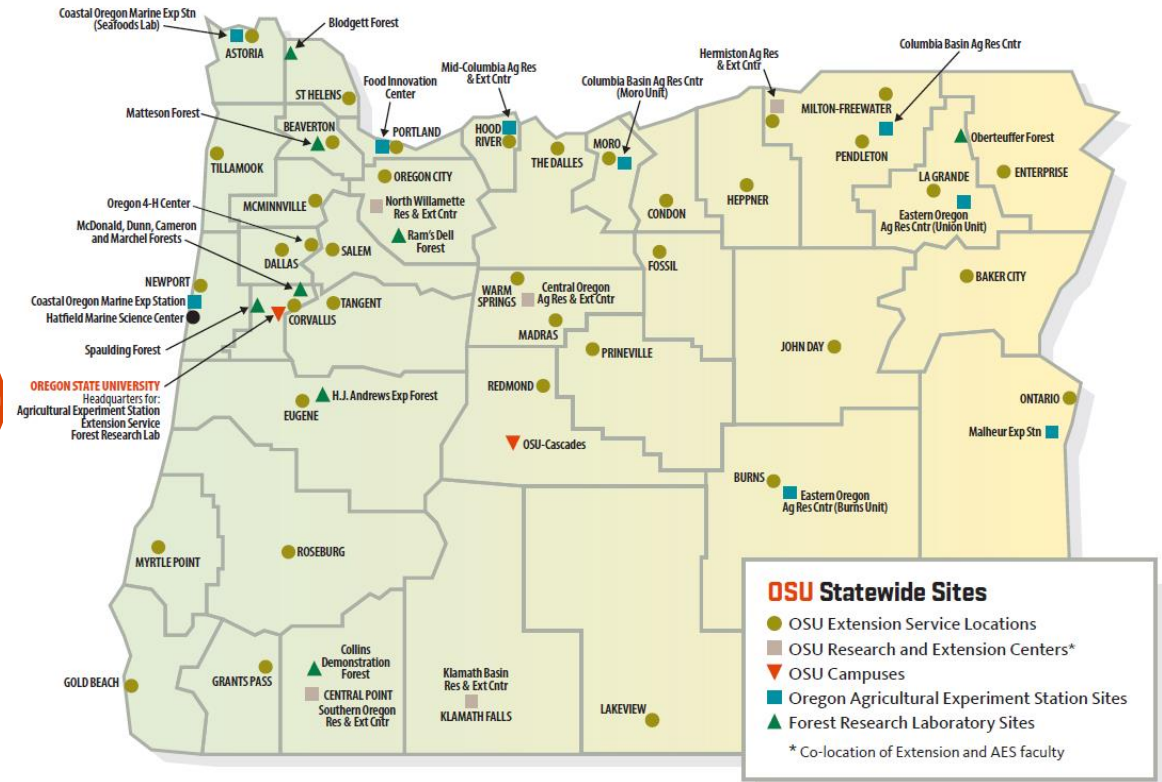 Coastal Oregon Marine Exp Stn
(Seafoods Lab)
ASTORIA
Blodgett Forest
ST HELENS
Food Innovation
Center
Mid-Columbia Ag Res
& Ext Cntr
Columbia Basin Ag Res Cntr
(Moro Unit)
Hermiston Ag Res
& Ext Cntr
Columbia Basin Ag Res Cntr
MILTON-FREEWATER
Matteson Forest
BEAVERTON
PORTLAND
HOOD
RIVER
THE DALLES
MORO
PENDLETON
Oberteuffer Forest
TILLAMOOK
OREGON CITY
LA GRANDE
ENTERPRISE
Oregon 4-H Center
MCMINNVILLE
North Willamette
Res & Ext Cntr
CONDON
HEPPNER
Eastern Oregon
Ag Res Cntr (Union Unit)
McDonald, Dunn, Cameron
and Marchel Forests
Ram's Dell
Forest
DALLAS
SALEM
FOSSIL
NEWPORT
BAKER CITY
Coastal Oregon Marine Exp Station
Hatfield Marine Science Center
CORVALLIS
TANGENT
WARM
SPRINGS
Central Oregon
Ag Res & Ext Cntr
MADRAS
Spaulding Forest
PRINEVILLE
JOHN DAY
OREGON STATE UNIVERSITY
Headquarters for:
Agricultural Experiment Station
Extension Service
Forest Research Lab
EUGENE
H.J. Andrews Exp Forest
REDMOND
ONTARIO
OSU-Cascades
Malheur Exp Stn
BURNS
Eastern Oregon
Ag Res Cntr (Burns Unit)
MYRTLE POINT
ROSEBURG
GOLD BEACH
GRANTS PASS
Collins
Demonstration
Forest
CENTRAL POINT
Southern Oregon
Res & Ext Cntr
Klamath Basin
Res & Ext Cntr
KLAMATH FALLS
LAKEVIEW
OSU Statewide Sites
OSU Extension Service Locations
OSU Research and Extension Centers*
OSU Campuses
Oregon Agricultural Experiment Station Sites
Forest Research Laboratory Sites
* Co-location of Extension and AES faculty